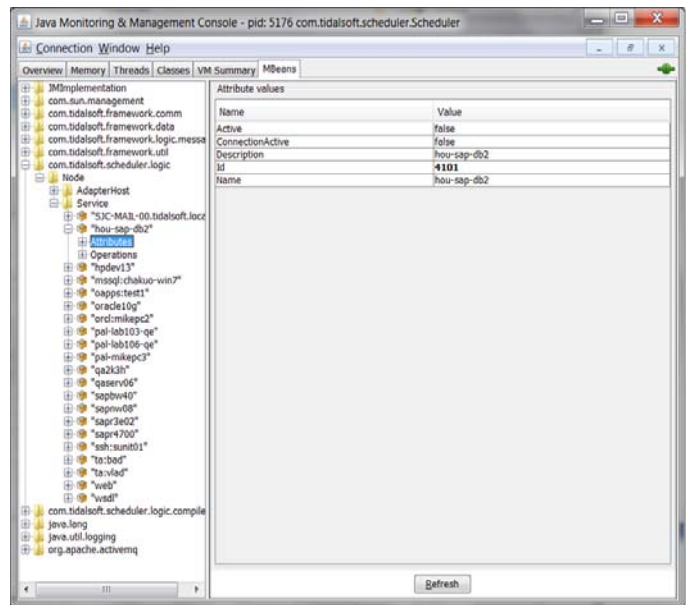 Java Monitoring & Management Console - pid: 5176 com.tidalsoft.scheduler.Scheduler
Connection Window Help
Overview Memory Threads Classes VM Summary MBeans
JMImplementation
com.sun.management
com.tidalsoft.framework.comm
com.tidalsoft.framework.data
com.tidalsoft.framework.logic.messa
com.tidalsoft.framework.util
com.tidalsoft.scheduler.logic
Node
AdapterHost
Service
"SJC-MAIL-00.tidalsoft.loca
"hou-sap-db2"
Attributes
Operations
"hpdev13"
"mssql:chakuo-win7"
"oapps:test1"
"oracle10g"
"orcl:mikepc2"
"pal-lab103-qe"
"pal-lab106-qe"
"pal-mikepc3"
"qa2k3h"
"qaserv06"
"sapbw40"
"sapnw08"
"sapr3e02"
"sapr4700"
"ssh:sunit01"
"ta:bad"
"ta:vlad"
"web"
"wsdl"
com.tidalsoft.scheduler.logic.compile
java.lang
java.util.logging
org.apache.activemq
Attribute values
Name Value
Active false
ConnectionActive false
Description hou-sap-db2
Id 4101
Name hou-sap-db2
Refresh